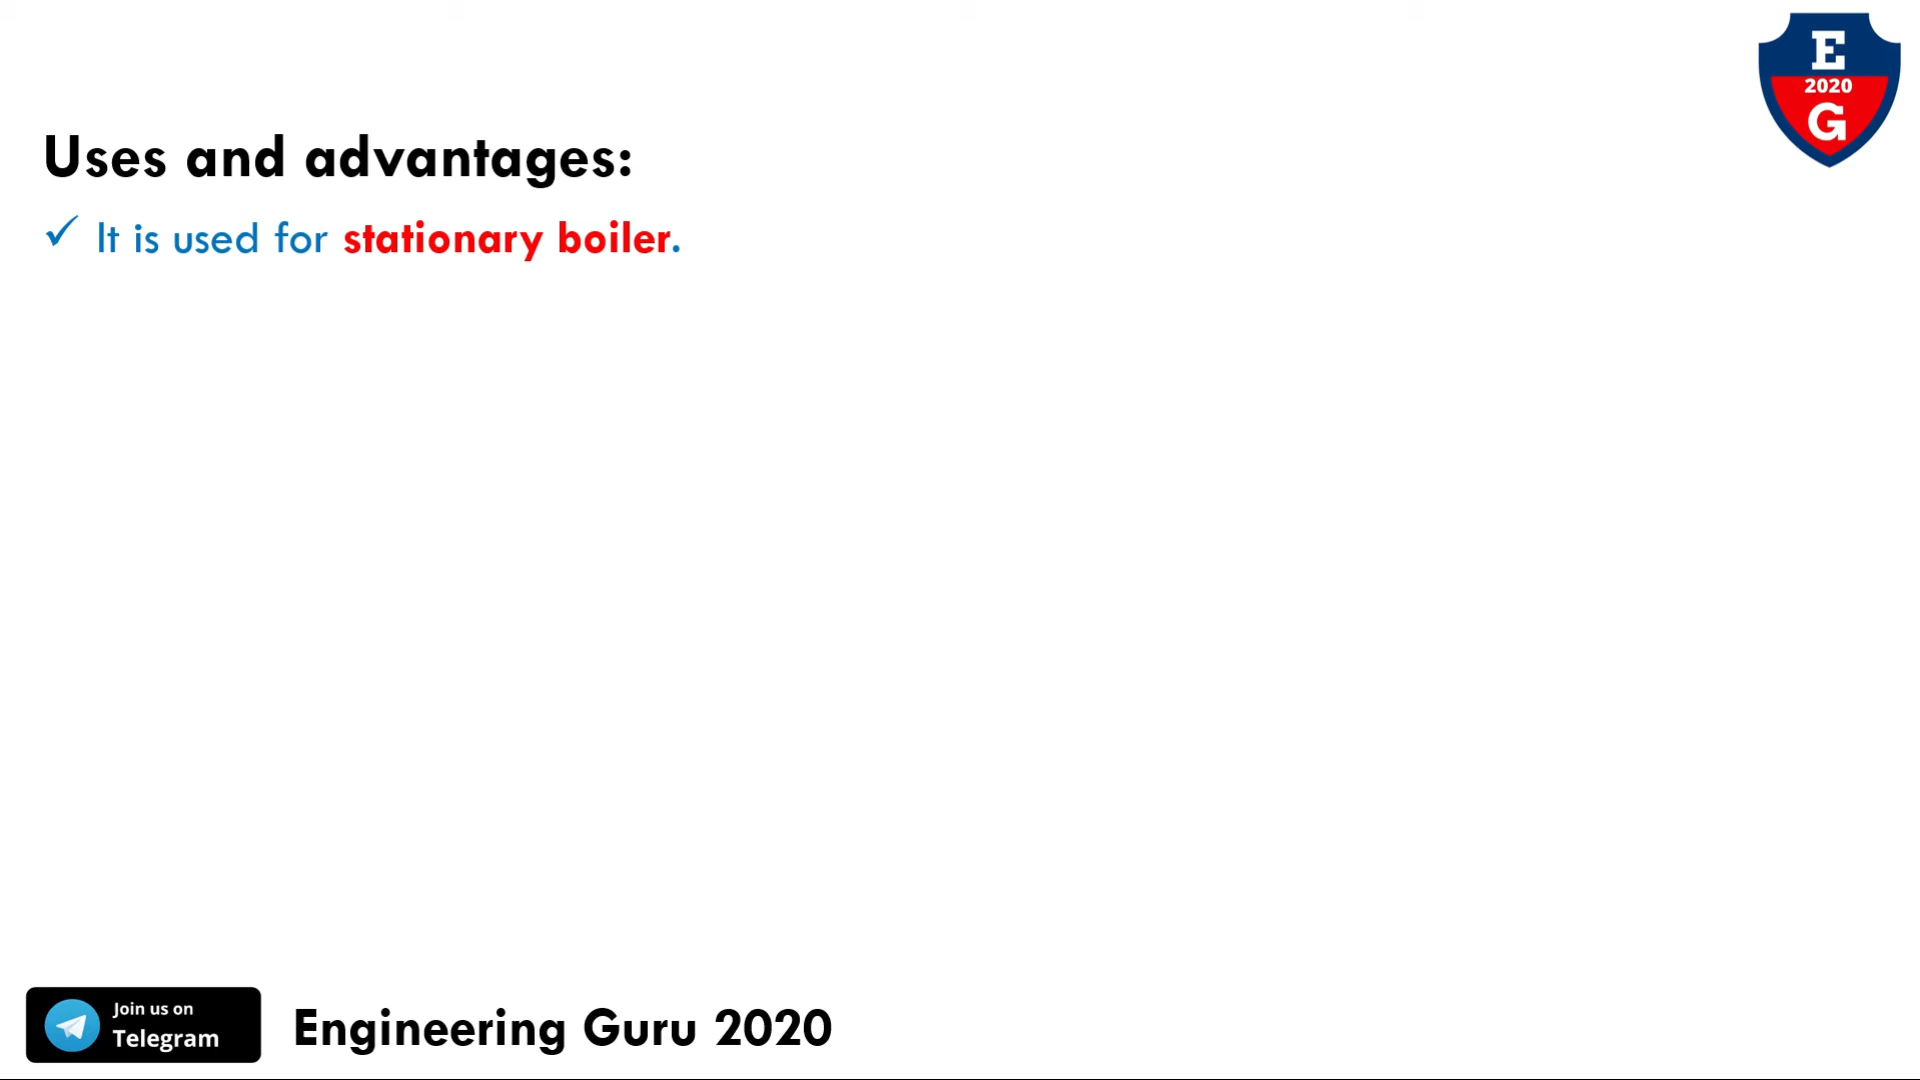 E
2020
G
Uses and advantages:
✓ It is used for stationary boiler.
Join us on
Telegram
Engineering Guru 2020